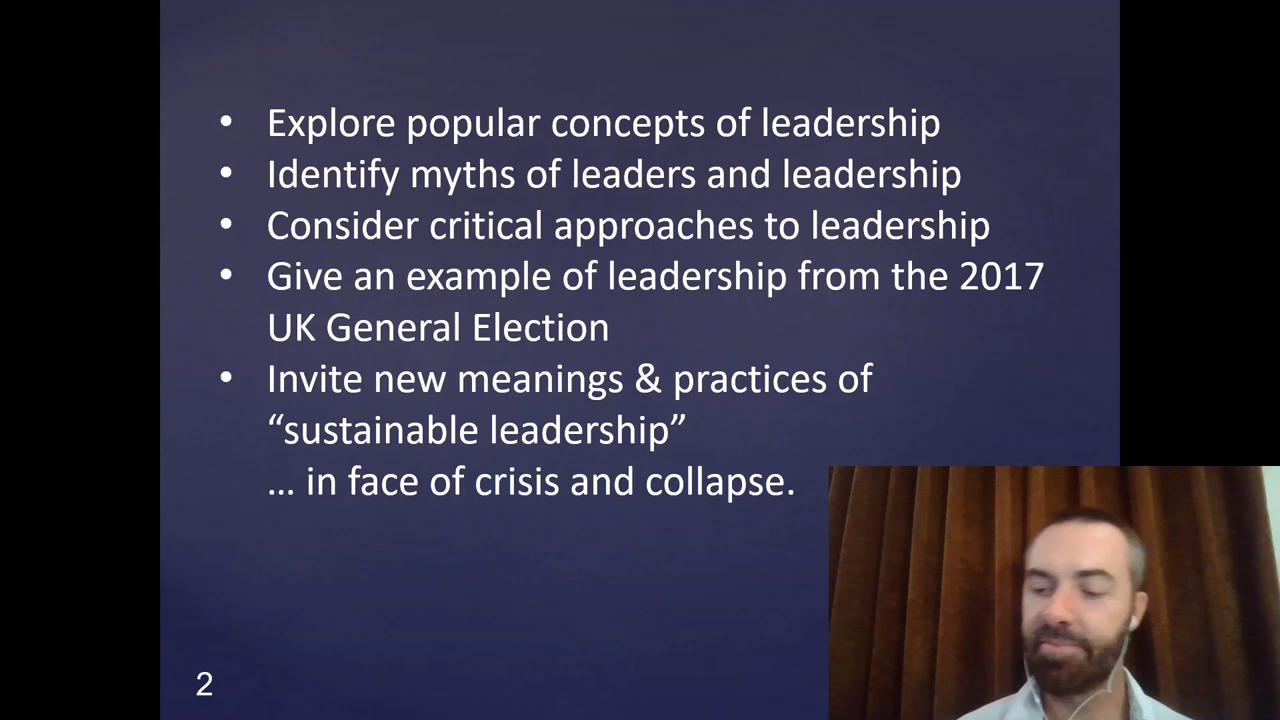 • Explore popular concepts of leadership
• Identify myths of leaders and leadership
• Consider critical approaches to leadership
• Give an example of leadership from the 2017
UK General Election
• Invite new meanings & practices of
“sustainable leadership”
... in face of crisis and collapse.
2